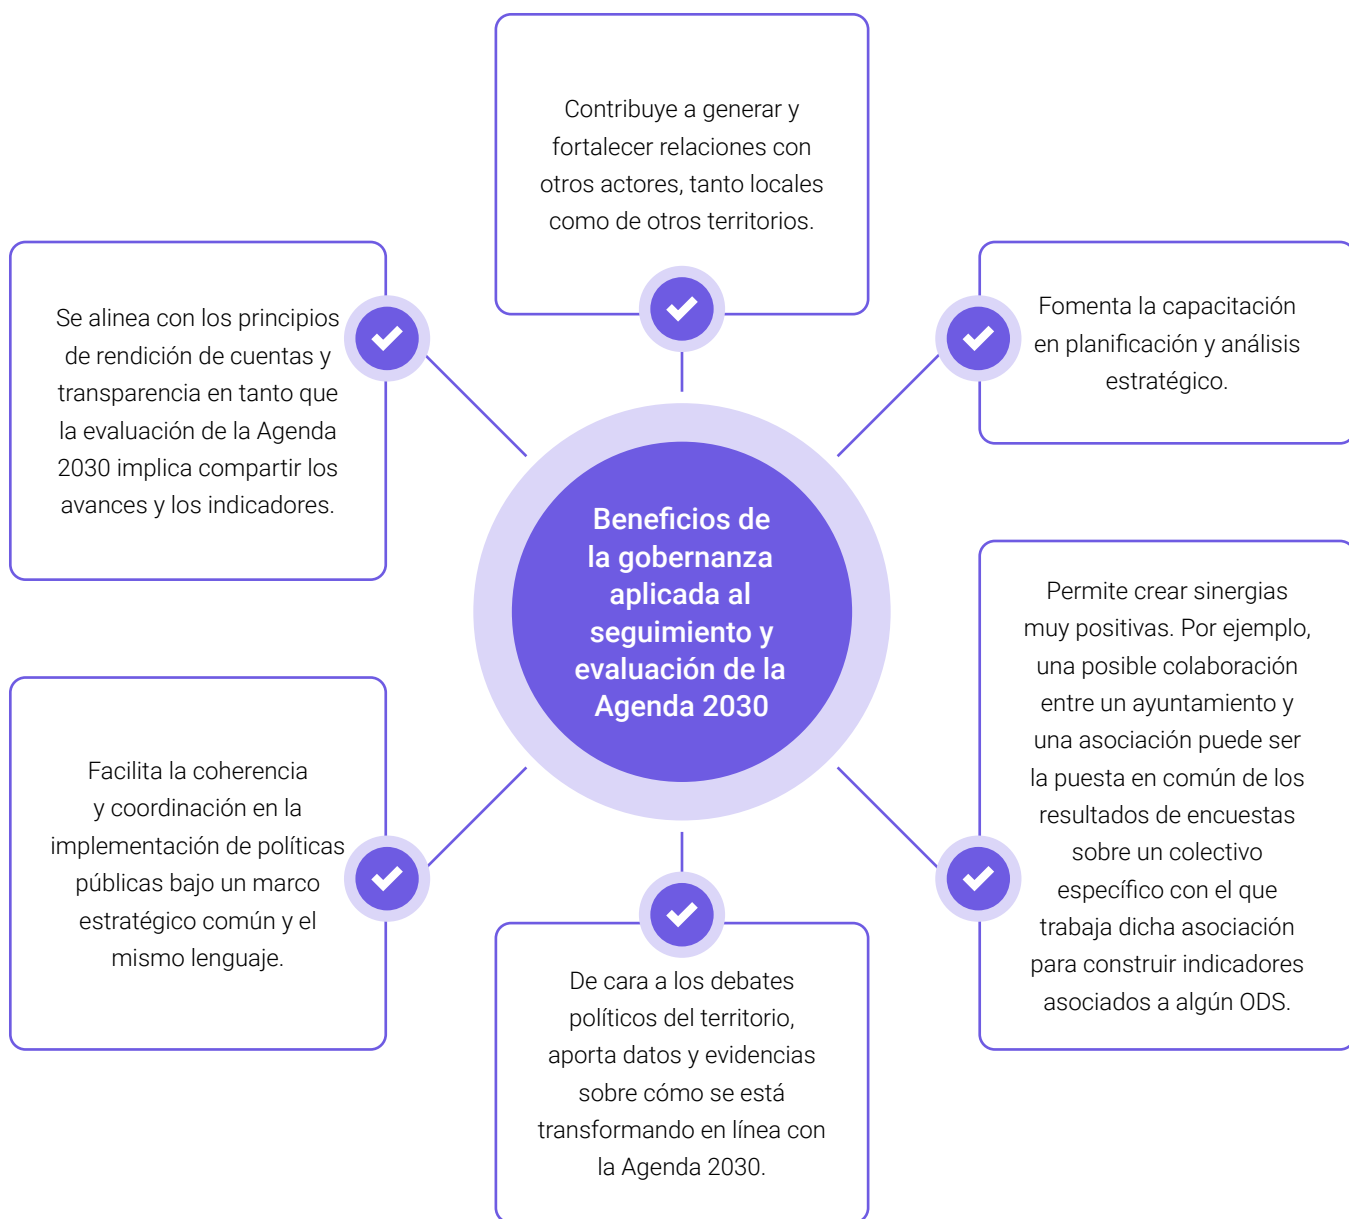 Contribuye a generar y
fortalecer relaciones con
otros actores, tanto locales
como de otros territorios.
Se alinea con los principios
de rendición de cuentas y
transparencia en tanto que
la evaluación de la Agenda
2030 implica compartir los
avances y los indicadores.
Fomenta la capacitación
en planificación y análisis
estratégico.
Beneficios de
la gobernanza
aplicada al
seguimiento y
evaluación de la
Agenda 2030
Permite crear sinergias
muy positivas. Por ejemplo,
una posible colaboración
entre un ayuntamiento y
una asociación puede ser
la puesta en común de los
resultados de encuestas
sobre un colectivo
específico con el que
trabaja dicha asociación
para construir indicadores
asociados a algún ODS.
Facilita la coherencia
y coordinación en la
implementación de políticas
públicas bajo un marco
estratégico común y el
mismo lenguaje.
De cara a los debates
políticos del territorio,
aporta datos y evidencias
sobre cómo se está
transformando en línea con
la Agenda 2030.